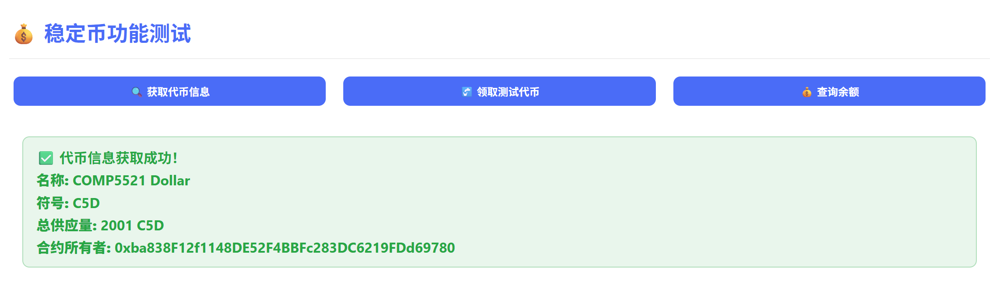 💰 稳定币功能测试
🔍 获取代币信息
🚰 领取测试代币
💰 查询余额
✅ 代币信息获取成功！
名称: COMP5521 Dollar
符号: C5D
总供应量: 2001 C5D
合约所有者: 0xba838F12f1148DE52F4BBFc283DC6219FDd69780